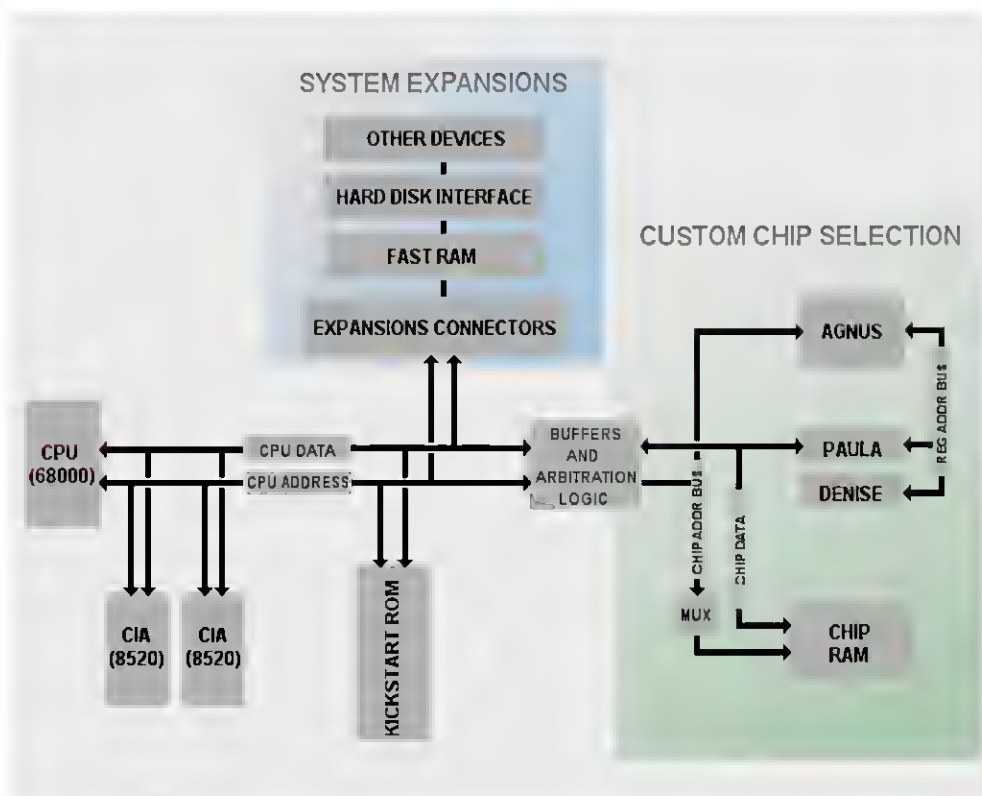 SYSTEM EXPANSIONS
OTHER DEVICES
HARD DISK INTERFACE
FAST RAM
EXPANSIONS CONNECTORS
CUSTOM CHIP SELECTION
AGNUS
REG ADDR BUS
PAULA
DENISE
CPU
(68000)
CPU DATA
CPU ADDRESS
BUFFERS
AND
ARBITRATION
LOGIC
CHIP ADDR BUS
CHIP DATA
MUX
CHIP
RAM
CIA
(8520)
CIA
(8520)
KICKSTART ROM